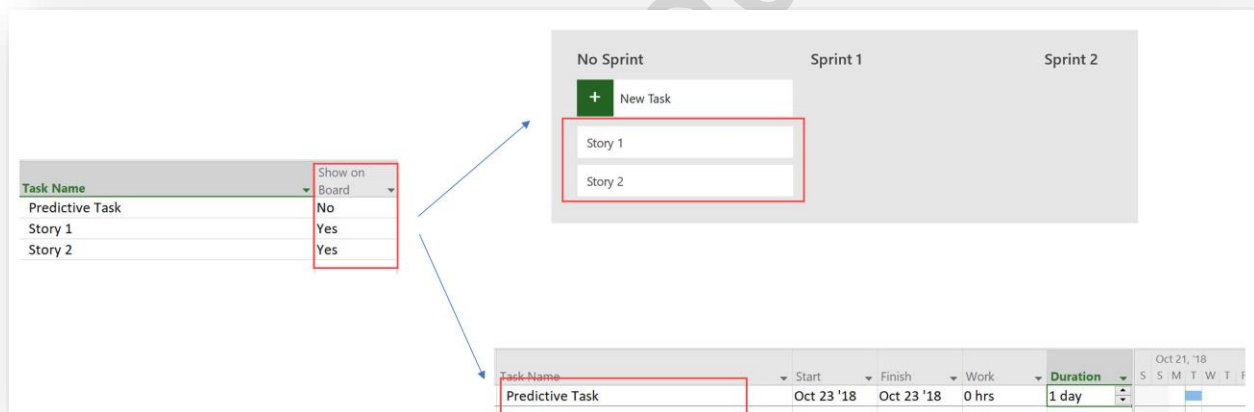 No Sprint Sprint 1 Sprint 2
+ New Task
Story 1
Story 2
Task Name Show on Board
Predictive Task No
Story 1 Yes
Story 2 Yes
Oct 21, '18
Task Name Start Finish Work Duration S S M T W T F
Predictive Task Oct 23 '18 Oct 23 '18 0 hrs 1 day